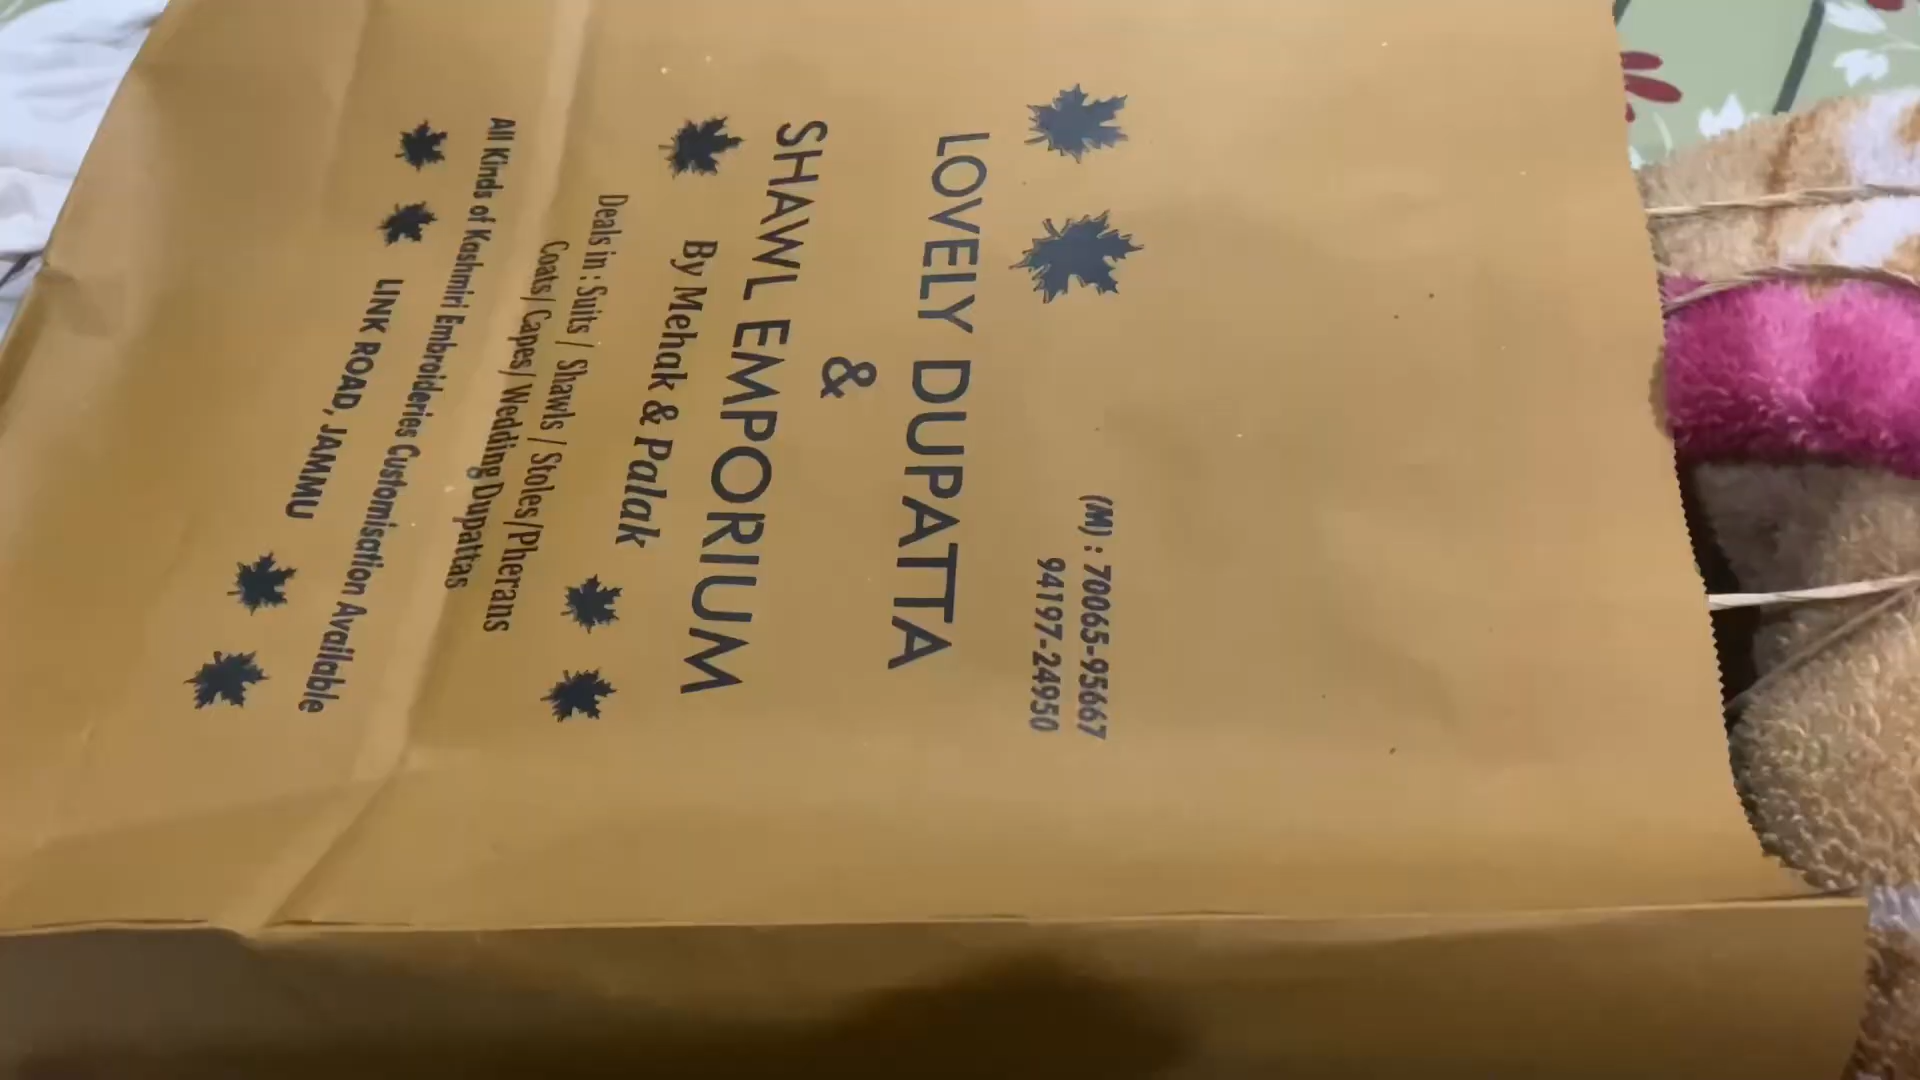 (M) : 70065-95667
94197-24950
LOVELY DUPATTA
&
SHAWL EMPORIUM
By Mehak & Palak
Deals in : Suits / Shawls / Stoles/Pherans
Coats/ Capes/ Wedding Dupattas
All Kinds of Kashmiri Embroideries Customisation Available
LINK ROAD, JAMMU